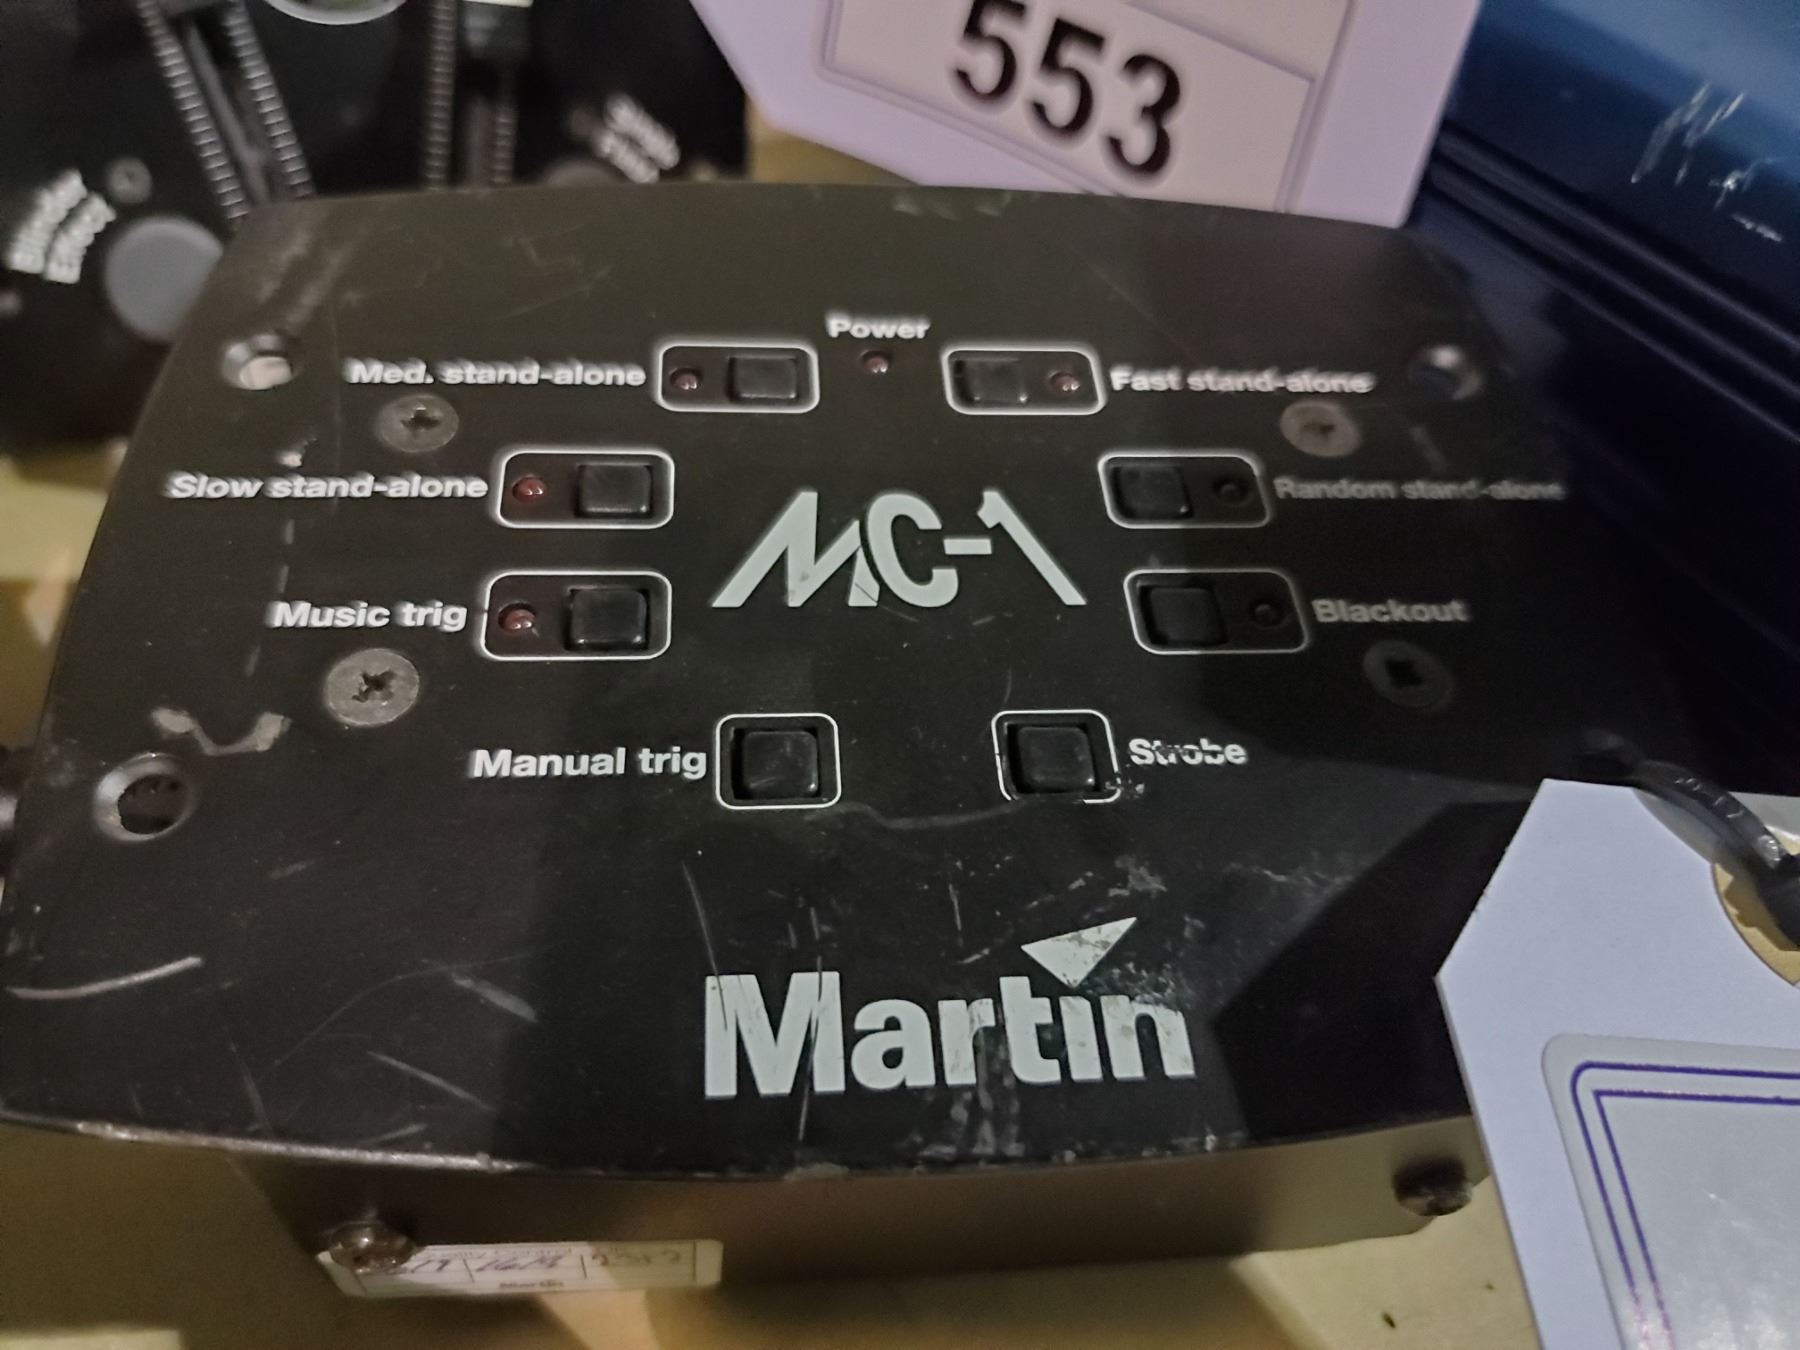 553
Power
Med. stand-alone
Fast stand-alone
Slow stand-alone
Random stand-alone
MC-1
Music trig
Blackout
Manual trig
Strobe
Martin
Martin